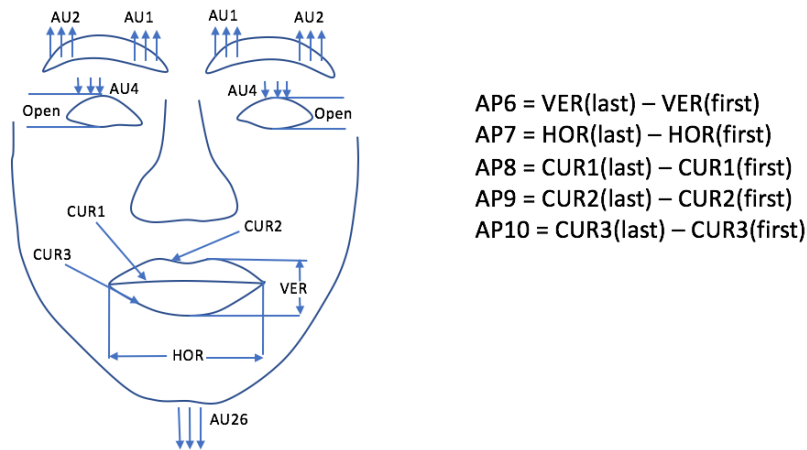 AU2 AU1 AU1 AU2
AU4 AU4
Open Open
CUR1
CUR2
CUR3
VER
HOR
AU26
AP6 = VER(last) – VER(first)
AP7 = HOR(last) – HOR(first)
AP8 = CUR1(last) – CUR1(first)
AP9 = CUR2(last) – CUR2(first)
AP10 = CUR3(last) – CUR3(first)